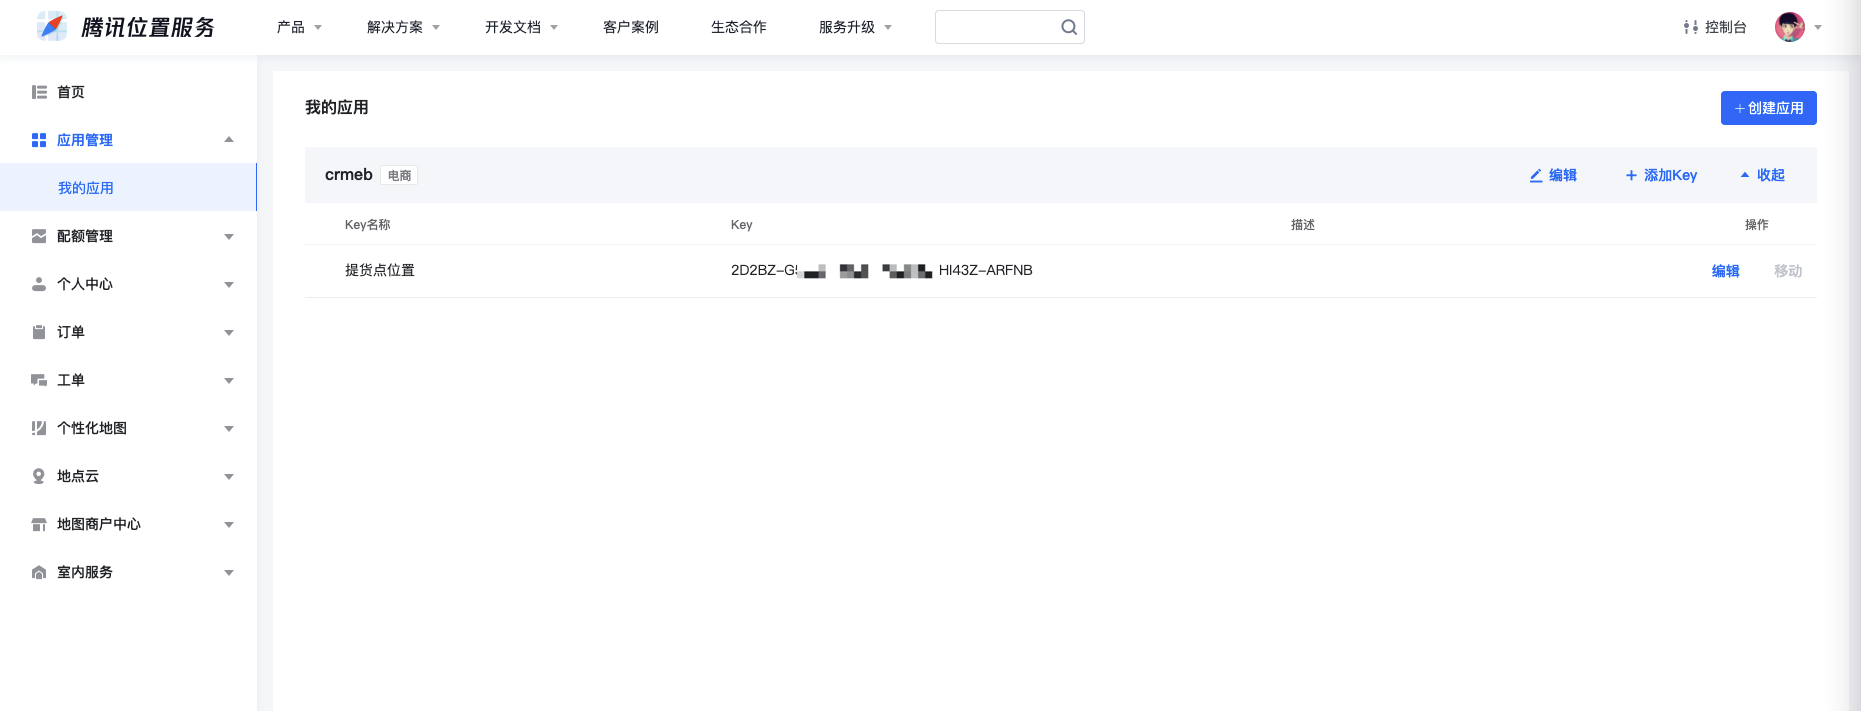 腾讯位置服务 产品 解决方案 开发文档 客户案例 生态合作 服务升级 控制台
首页
应用管理
我的应用
配额管理
个人中心
订单
工单
个性化地图
地点云
地图商户中心
室内服务
我的应用
+创建应用
crmeb 电商 编辑 + 添加Key 收起
Key名称 Key 描述 操作
提货点位置 2D2BZ-G HI43Z-ARFNB 编辑 移动